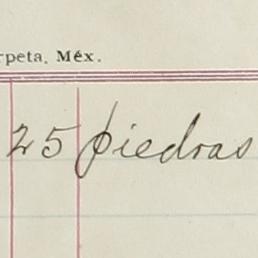 rpeta, Méx.
25 piedras